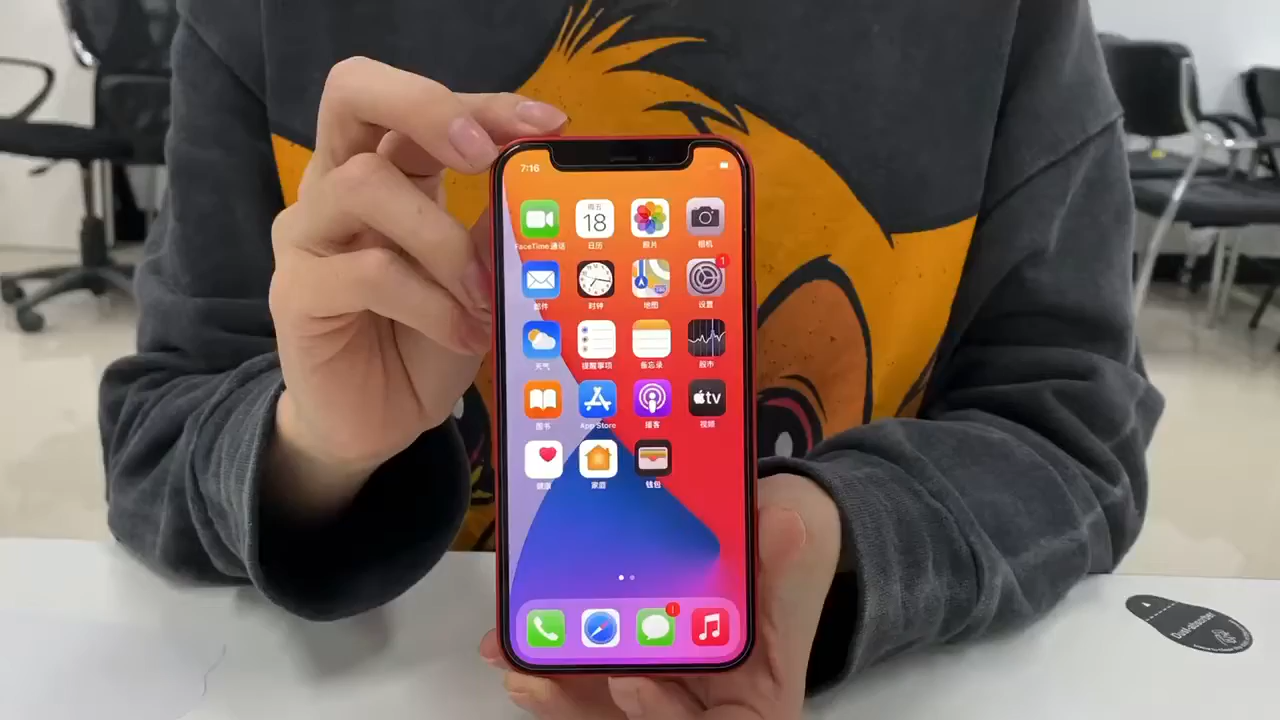 7:16
周五
18
FaceTime 通话
日历
照片
相机
邮件
时钟
地图
1
设置
天气
提醒事项
备忘录
股市
图书
App Store
播客
tv
视频
健康
家庭
钱包
1
Dust-absorber